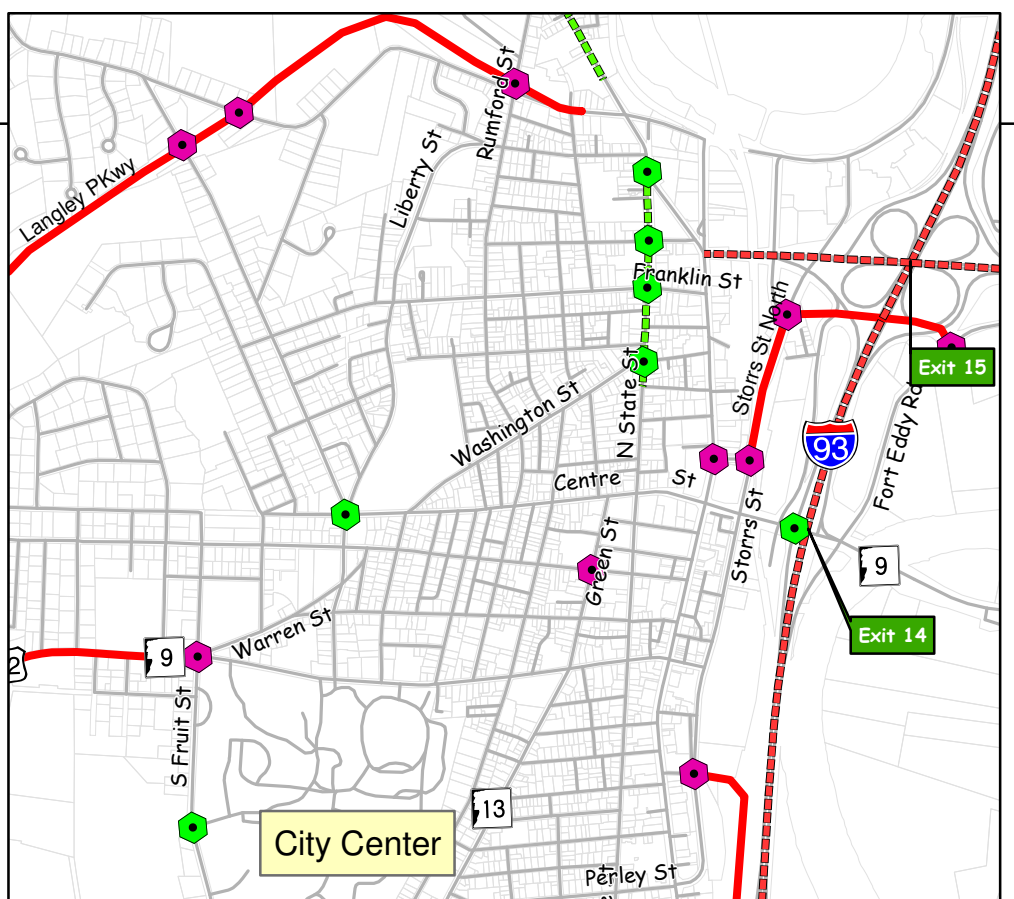 Rumford St
Liberty St
Langley PKwy
Franklin St
Storrs St North
Exit 15
N State St
Washington St
93
Fort Eddy Rd
Centre St
Storrs St
Green St
9
Exit 14
Warren St
9
2
S Fruit St
13
City Center
Perley St